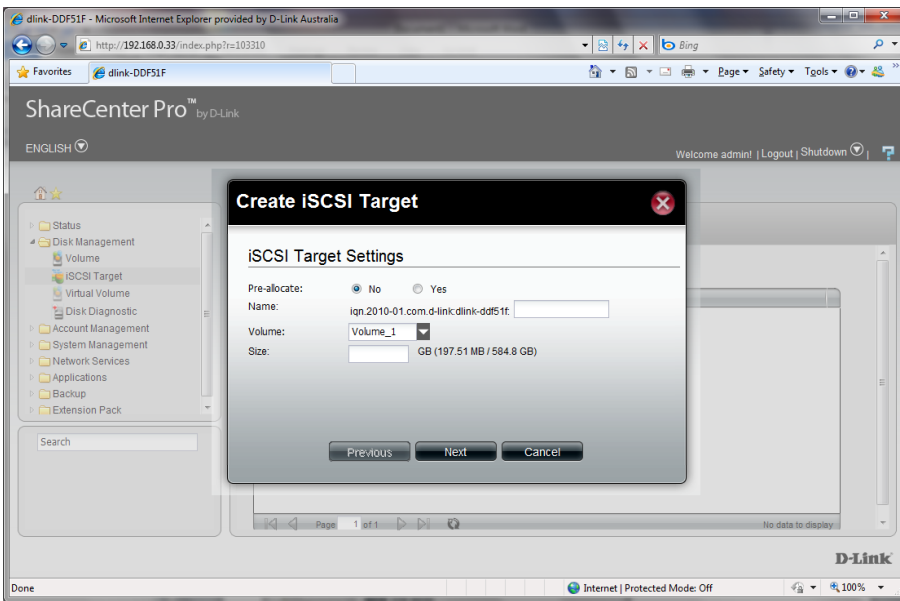 dlink-DDF51F - Microsoft Internet Explorer provided by D-Link Australia
http://192.168.0.33/index.php?r=103310
Bing
Favorites
dlink-DDF51F
Page
Safety
Tools
ShareCenter Pro™ by D-Link
ENGLISH
Welcome admin! | Logout | Shutdown |
Create iSCSI Target
Status
Disk Management
Volume
iSCSI Target
Virtual Volume
Disk Diagnostic
Account Management
System Management
Network Services
Applications
Backup
Extension Pack
Search
iSCSI Target Settings
Pre-allocate: No Yes
Name: iqn.2010-01.com.d-link:dlink-ddf51f:
Volume: Volume_1
Size: GB (197.51 MB / 584.8 GB)
Previous Next Cancel
Page 1 of 1 No data to display
D-Link
Done Internet | Protected Mode: Off 100%